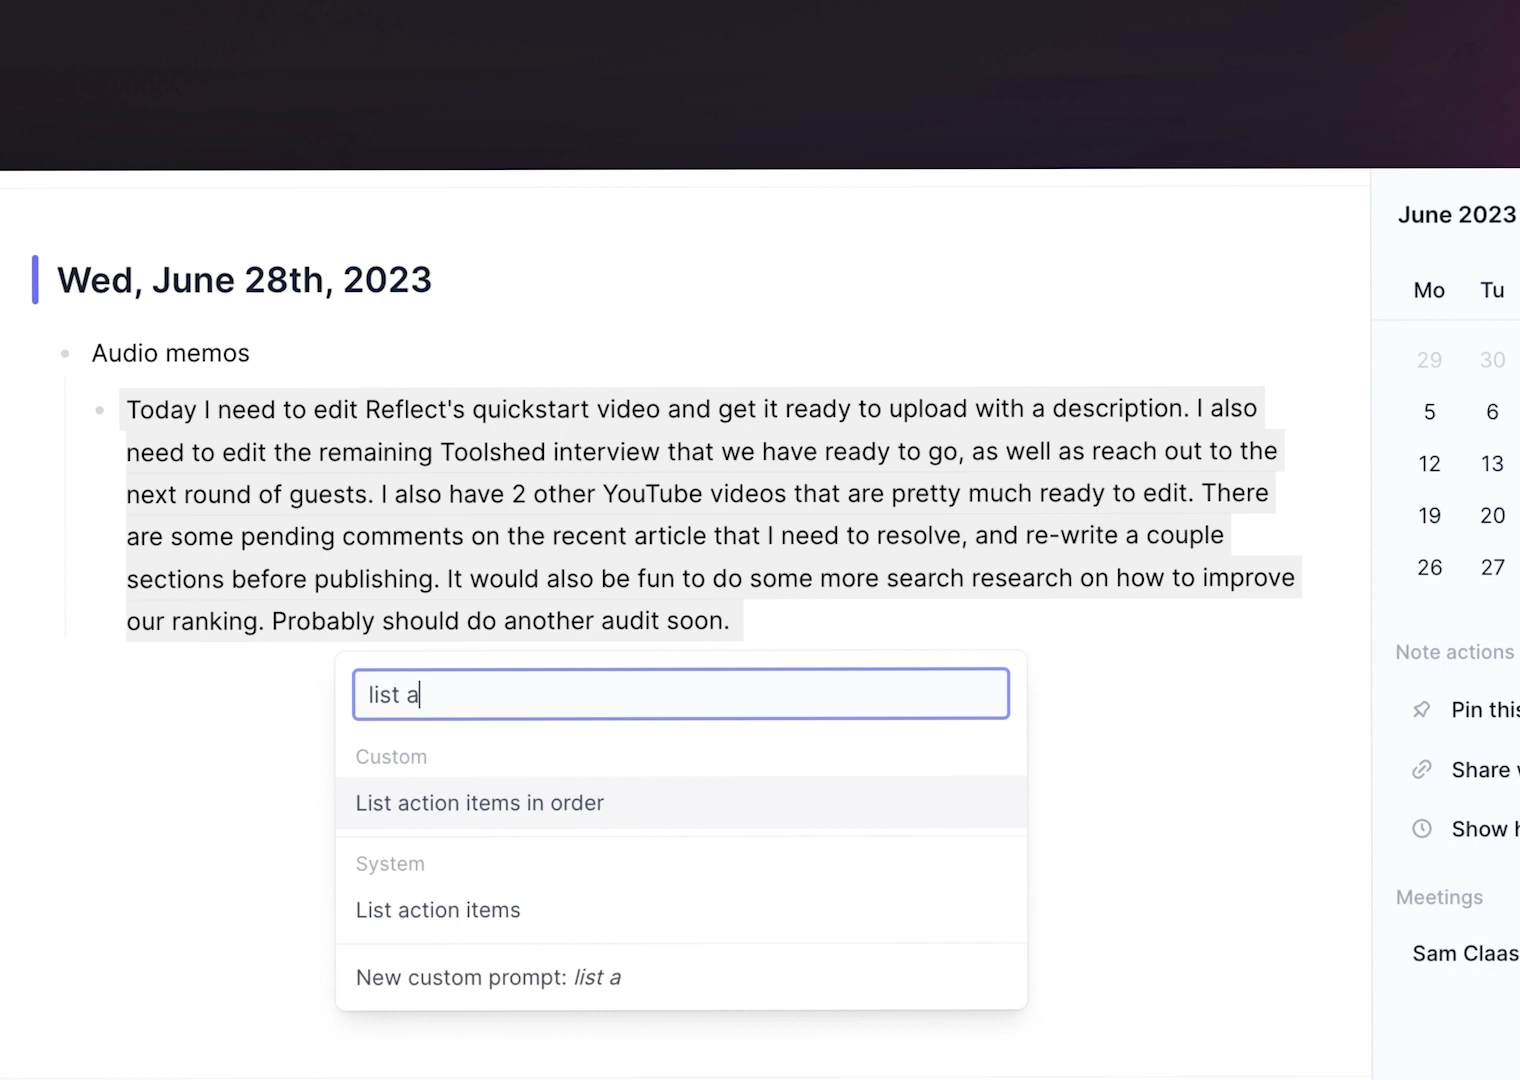 Wed, June 28th, 2023
Audio memos
Today I need to edit Reflect's quickstart video and get it ready to upload with a description. I also
need to edit the remaining Toolshed interview that we have ready to go, as well as reach out to the
next round of guests. I also have 2 other YouTube videos that are pretty much ready to edit. There
are some pending comments on the recent article that I need to resolve, and re-write a couple
sections before publishing. It would also be fun to do some more search research on how to improve
our ranking. Probably should do another audit soon.
list a
Custom
List action items in order
System
List action items
New custom prompt: list a
June 2023
Mo Tu
29 30
5 6
12 13
19 20
26 27
Note actions
Pin this
Share
Show
Meetings
Sam Claas